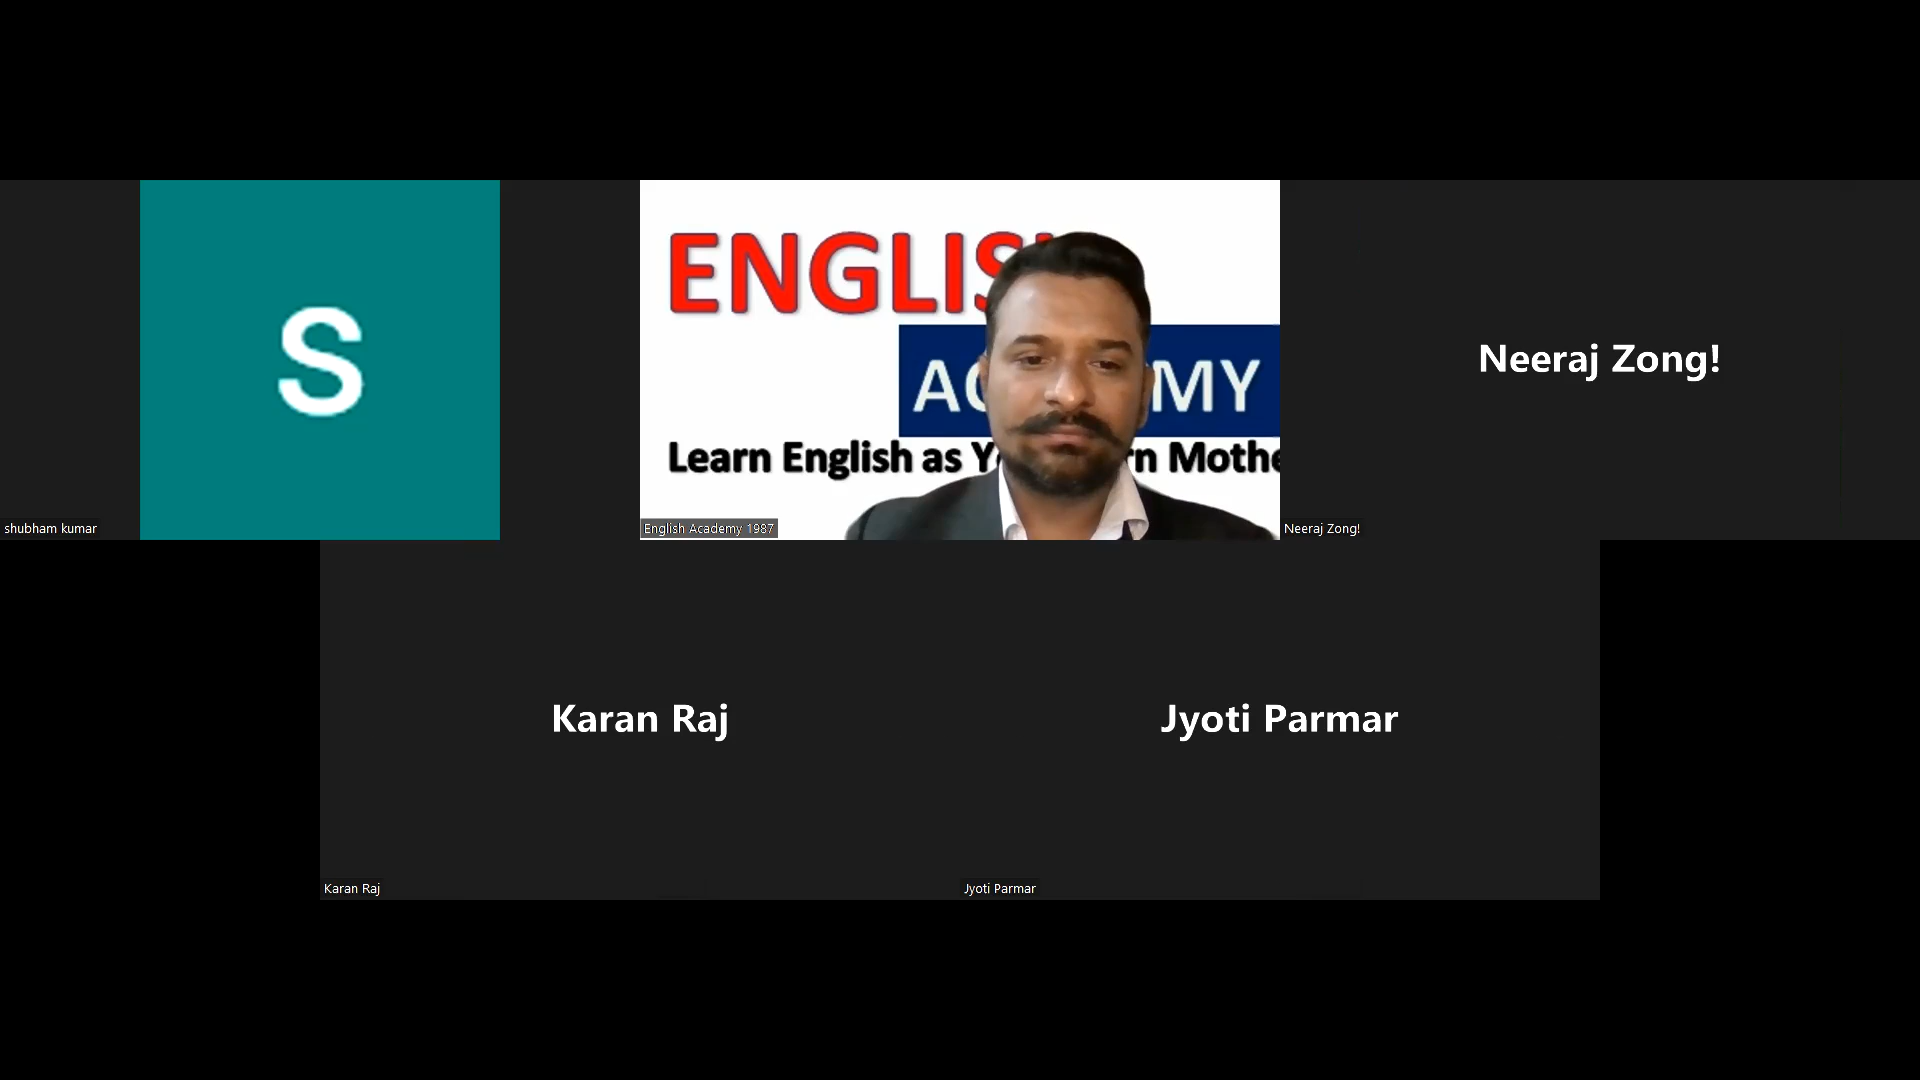 S
shubham kumar
ENGLIS
AC MY
Learn English as Y rn Mothe
English Academy 1987
Neeraj Zong!
Neeraj Zong!
Karan Raj
Karan Raj
Jyoti Parmar
Jyoti Parmar